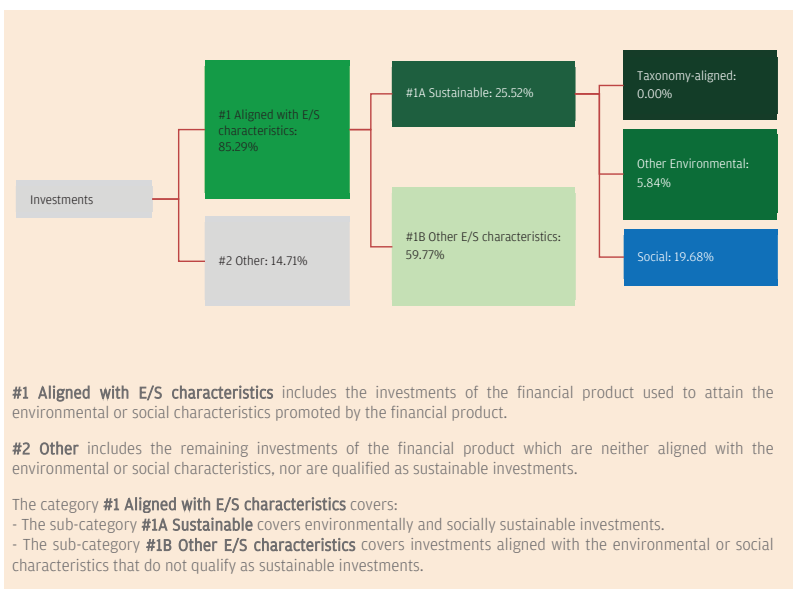 Investments
#1 Aligned with E/S
characteristics:
85.29%
#2 Other: 14.71%
#1A Sustainable: 25.52%
#1B Other E/S characteristics:
59.77%
Taxonomy-aligned:
0.00%
Other Environmental:
5.84%
Social: 19.68%
#1 Aligned with E/S characteristics includes the investments of the financial product used to attain the
environmental or social characteristics promoted by the financial product.
#2 Other includes the remaining investments of the financial product which are neither aligned with the
environmental or social characteristics, nor are qualified as sustainable investments.
The category #1 Aligned with E/S characteristics covers:
- The sub-category #1A Sustainable covers environmentally and socially sustainable investments.
- The sub-category #1B Other E/S characteristics covers investments aligned with the environmental or social
characteristics that do not qualify as sustainable investments.